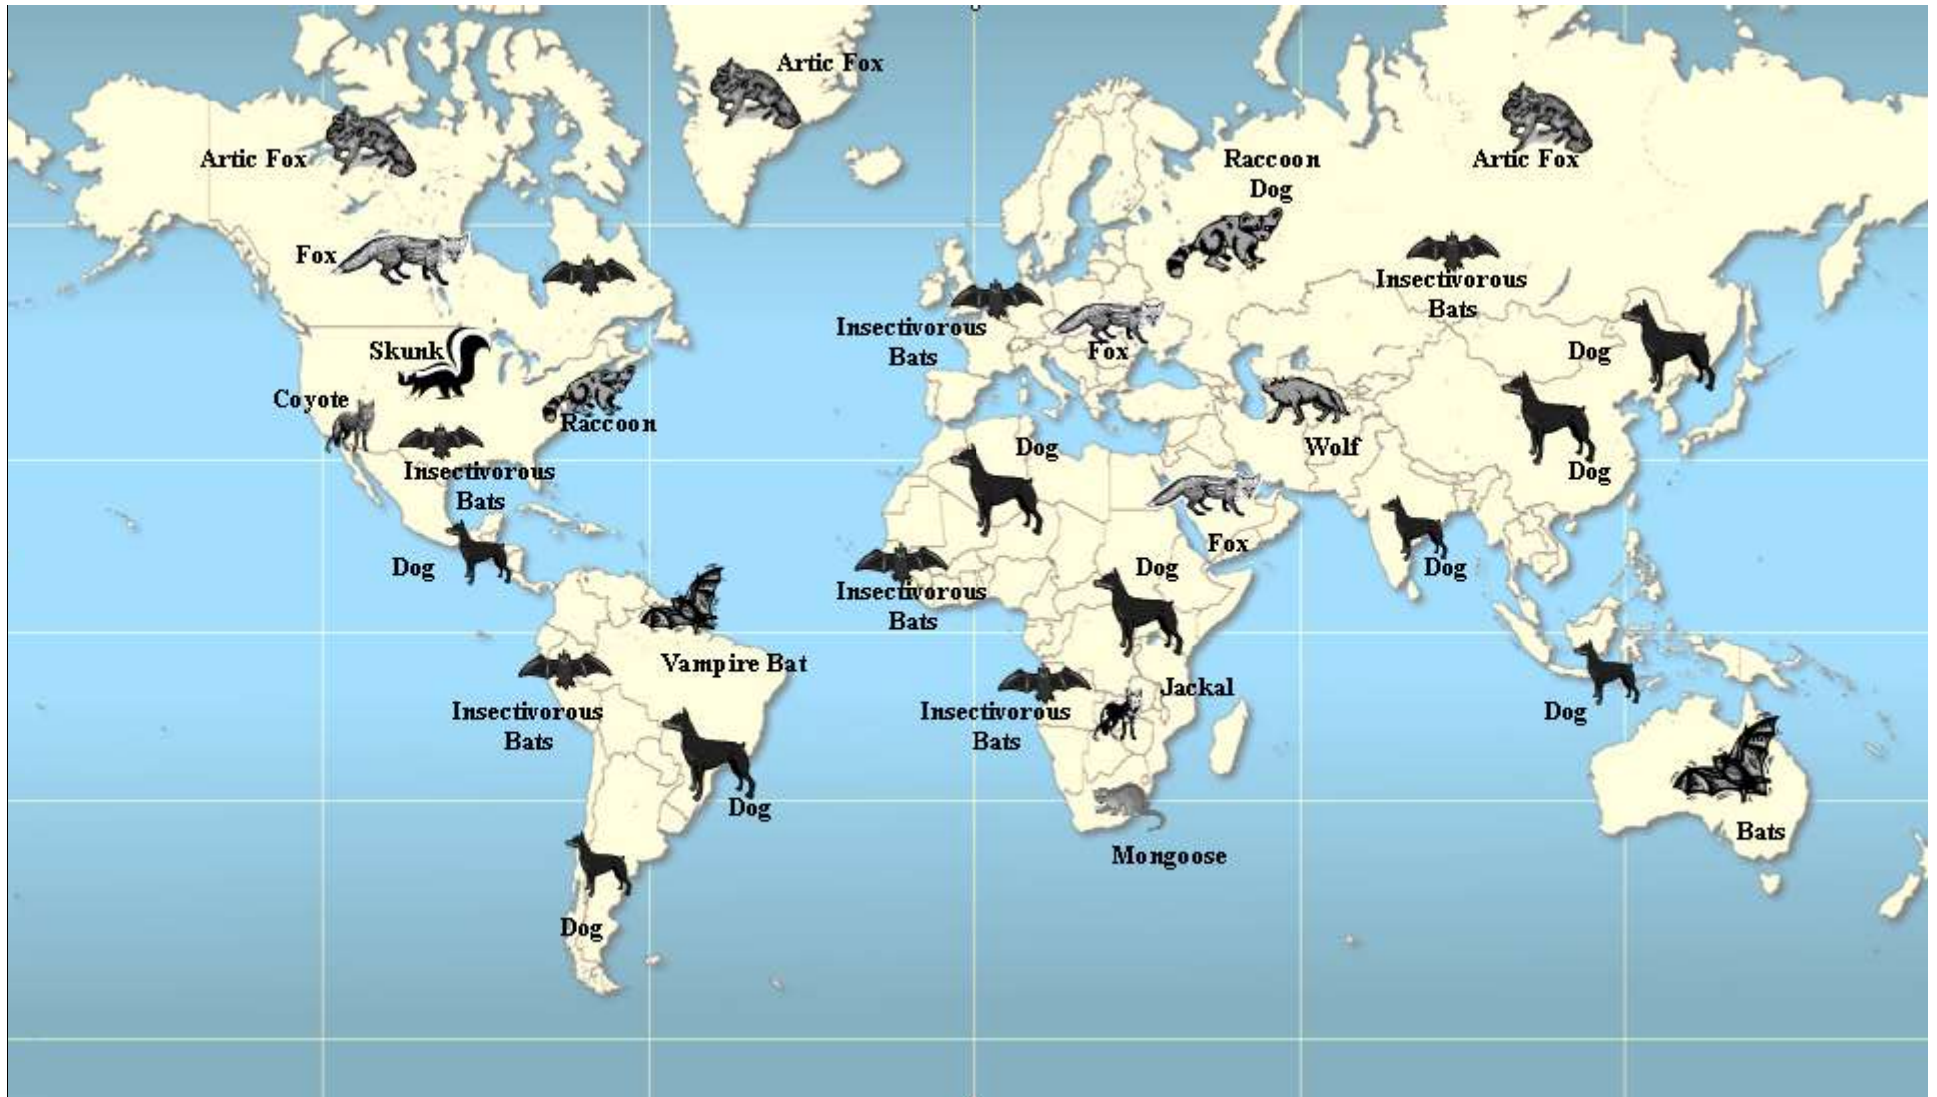 Artic Fox
Artic Fox
Raccoon
Dog
Artic Fox
Fox
Insectivorous
Bats
Insectivorous
Bats
Skunk
Fox
Dog
Coyote
Raccoon
Dog
Wolf
Insectivorous
Bats
Dog
Fox
Dog
Dog
Dog
Insectivorous
Bats
Dog
Vampire Bat
Jackal
Insectivorous
Bats
Insectivorous
Bats
Dog
Dog
Bats
Mongoose
Dog